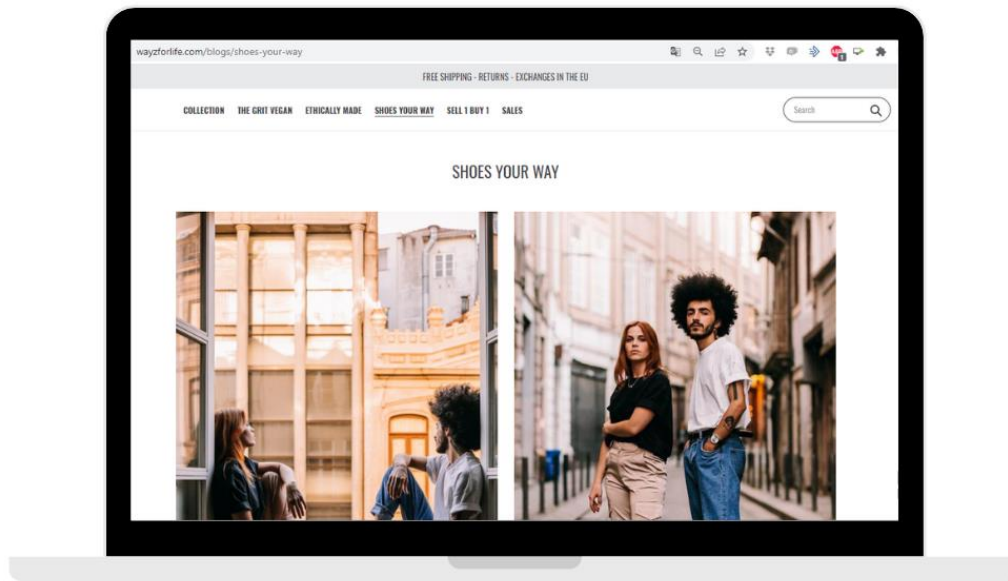 wayzforlife.com/blogs/shoes-your-way
FREE SHIPPING - RETURNS - EXCHANGES IN THE EU
COLLECTION THE GRIT VEGAN ETHICALLY MADE SHOES YOUR WAY SELL 1 BUY 1 SALES
Search
SHOES YOUR WAY